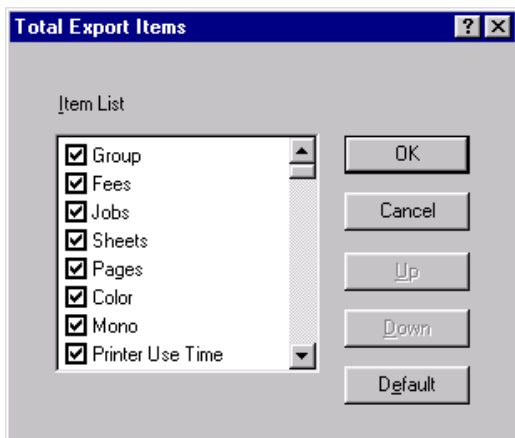 Total Export Items
?
Item List
Group
Fees
Jobs
Sheets
Pages
Color
Mono
Printer Use Time
OK
Cancel
Up
Down
Default